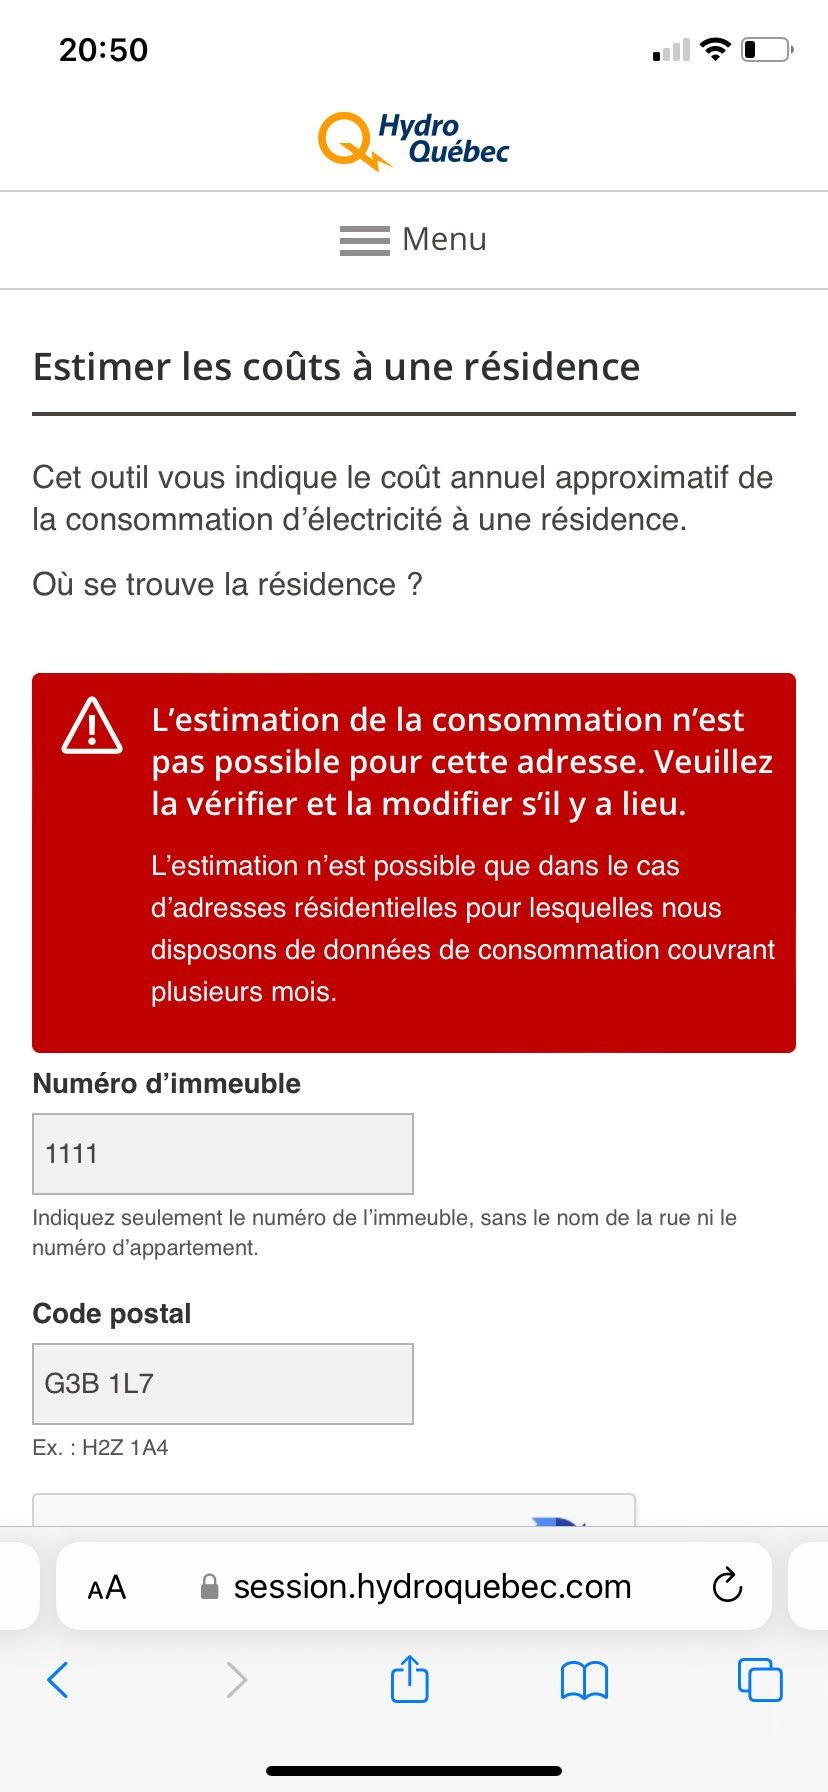 20:50
Hydro
Québec
Menu
Estimer les coûts à une résidence
Cet outil vous indique le coût annuel approximatif de
la consommation d’électricité à une résidence.
Où se trouve la résidence ?
L’estimation de la consommation n’est
pas possible pour cette adresse. Veuillez
la vérifier et la modifier s’il y a lieu.
L’estimation n’est possible que dans le cas
d’adresses résidentielles pour lesquelles nous
disposons de données de consommation couvrant
plusieurs mois.
Numéro d’immeuble
1111
Indiquez seulement le numéro de l’immeuble, sans le nom de la rue ni le
numéro d’appartement.
Code postal
G3B 1L7
Ex. : H2Z 1A4
AA session.hydroquebec.com